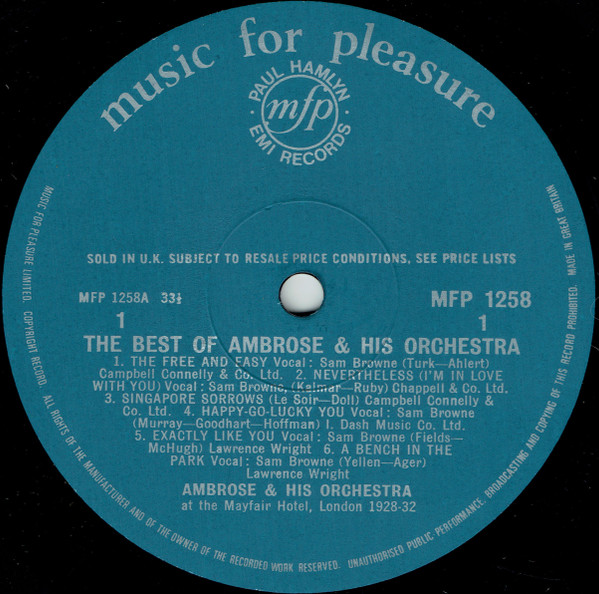 music for pleasure
PAUL HAMLYN
mfp
EMI RECORDS
SOLD IN U.K. SUBJECT TO RESALE PRICE CONDITIONS, SEE PRICE LISTS
MFP 1258A 33⅓
MFP 1258
1
1
THE BEST OF AMBROSE & HIS ORCHESTRA
1. THE FREE AND EASY Vocal: Sam Browne (Turk—Ahlert)
Campbell Connelly & Co. Ltd. 2. NEVERTHELESS (I'M IN LOVE
WITH YOU) Vocal: Sam Browne, (Kalmar—Ruby) Chappell & Co. Ltd.
3. SINGAPORE SORROWS (Le Soir—Doll) Campbell Connelly &
Co. Ltd. 4. HAPPY-GO-LUCKY YOU Vocal: Sam Browne
(Murray—Goodhart—Hoffman) I. Dash Music Co. Ltd.
5. EXACTLY LIKE YOU Vocal: Sam Browne (Fields—
McHugh) Lawrence Wright 6. A BENCH IN THE
PARK Vocal: Sam Browne (Yellen—Ager)
Lawrence Wright
AMBROSE & HIS ORCHESTRA
at the Mayfair Hotel, London 1928-32
MUSIC FOR PLEASURE LIMITED. COPYRIGHT RECORD. ALL RIGHTS OF THE MANUFACTURER AND OF THE OWNER OF THE RECORDED WORK RESERVED. UNAUTHORISED PUBLIC PERFORMANCE, BROADCASTING AND COPYING OF THIS RECORD PROHIBITED. MADE IN GREAT BRITAIN